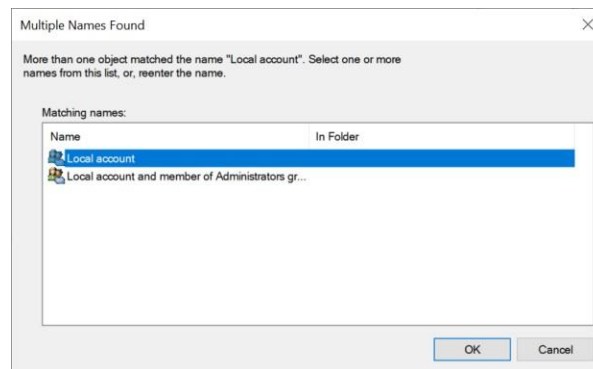 Multiple Names Found
More than one object matched the name "Local account". Select one or more
names from this list, or, reenter the name.
Matching names:
Name In Folder
Local account
Local account and member of Administrators gr...
OK Cancel